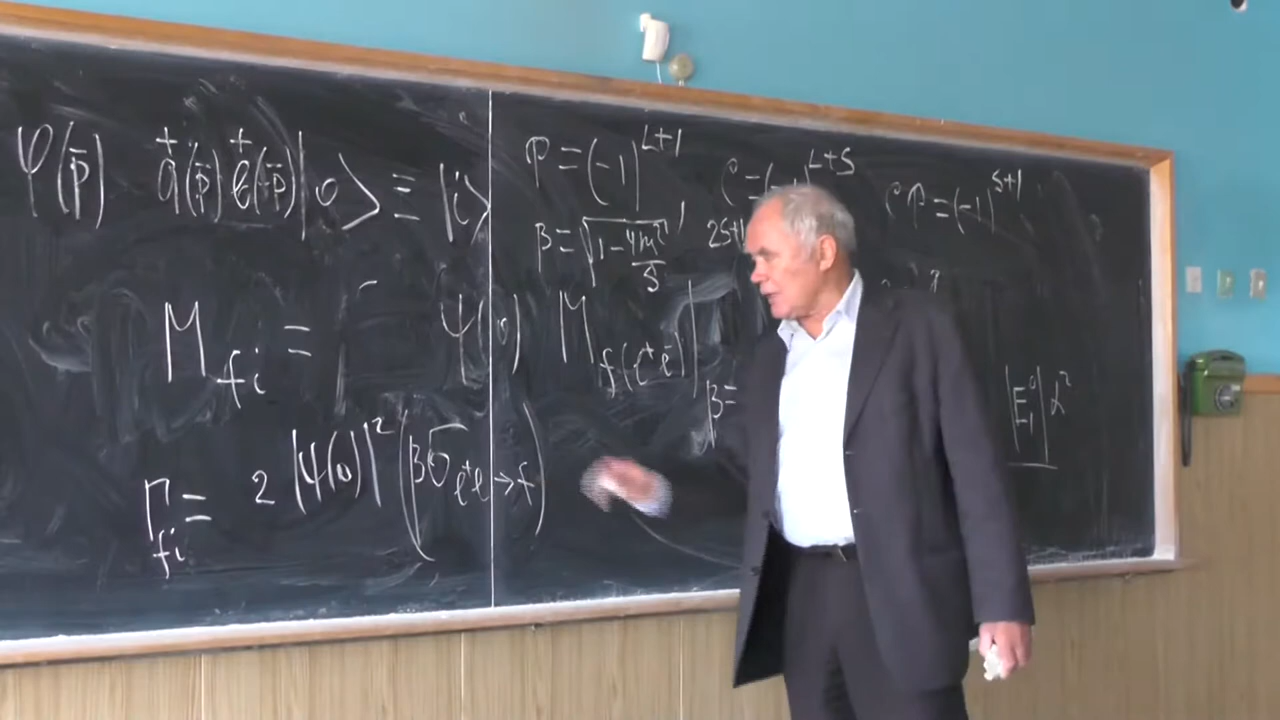 φ(p̄) a⁺(p̄) b⁺(-p̄)|0⟩ ≡ |i⟩
M_fi = ψ(0) M_f(e⁺e⁻)|β=
Γ_fi = 2 |ψ(0)|² (βσ_e⁺e⁻→f)
P = (-1)^L+1
C = (-1)^L+S
CP = (-1)^S+1
β = √1 - 4m²/S
2S+1
|E₁⁰| α²